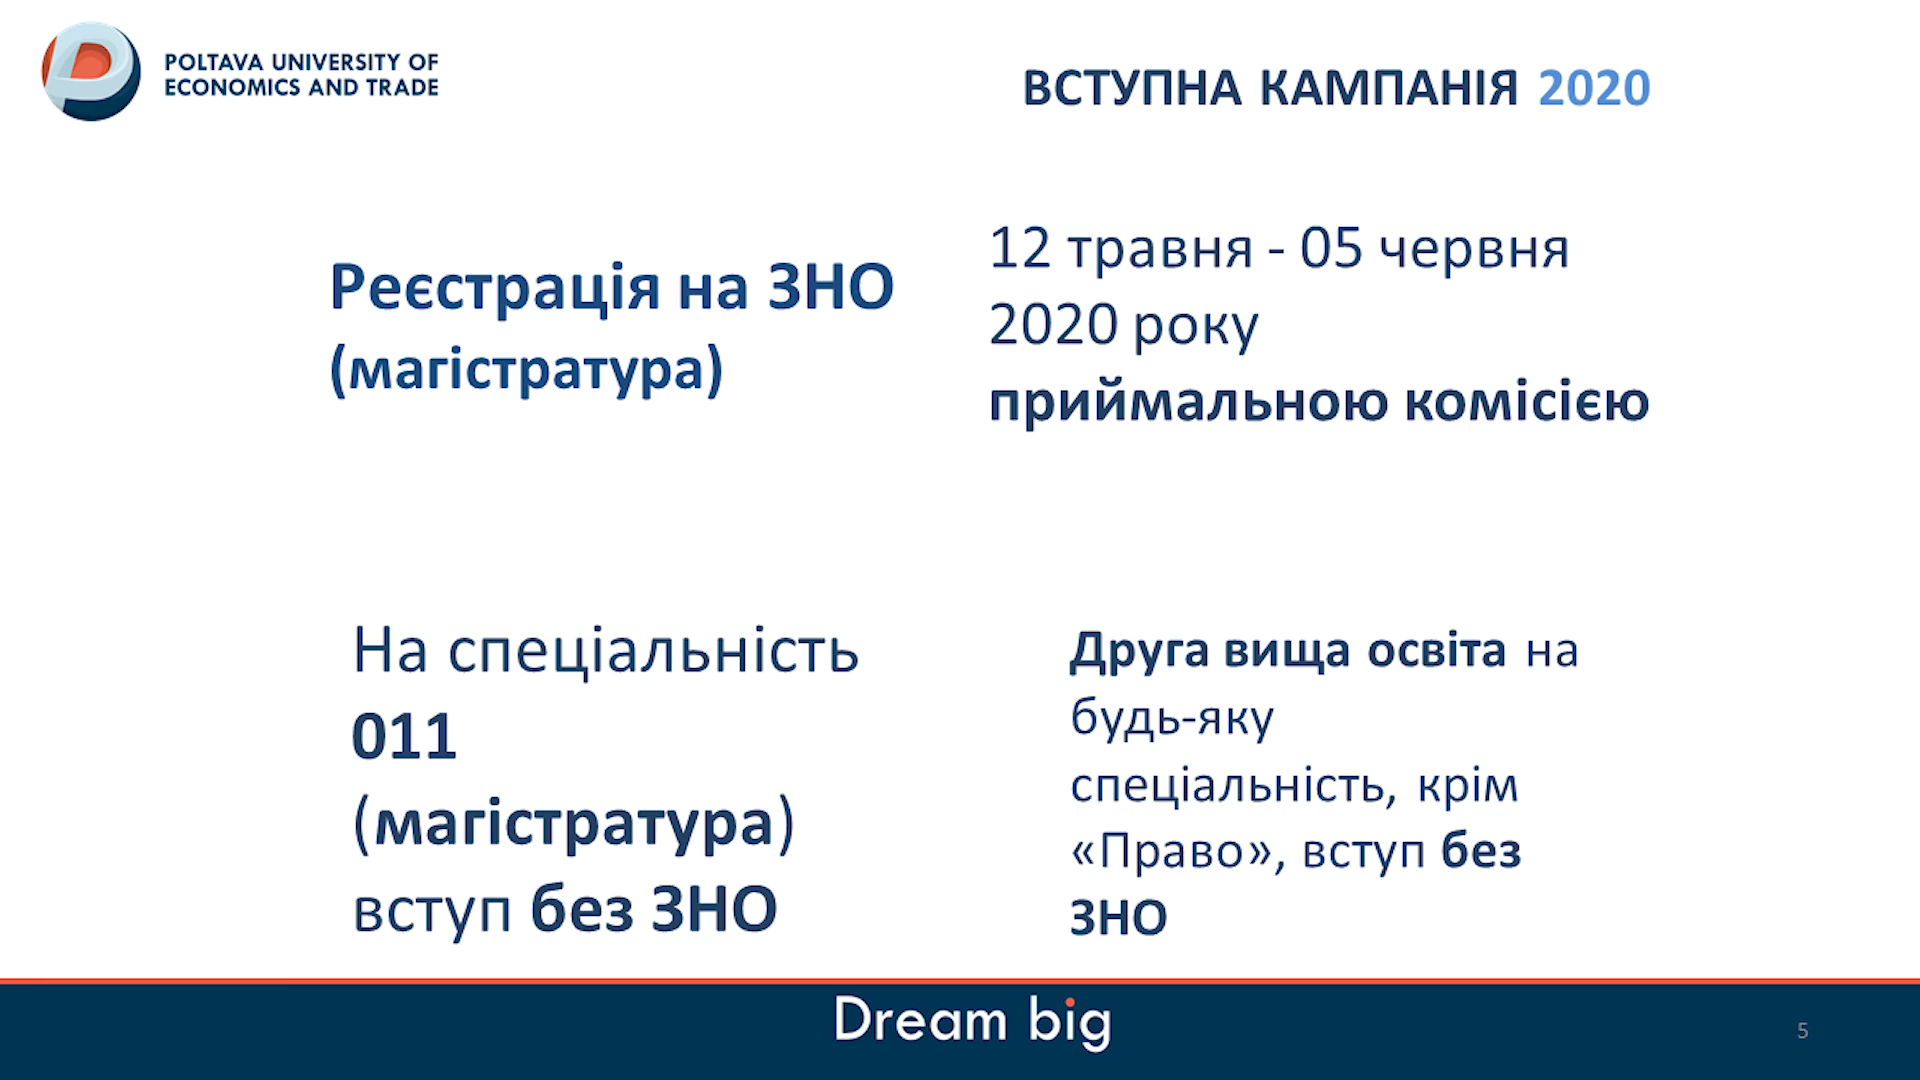 POLTAVA UNIVERSITY OF
ECONOMICS AND TRADE
ВСТУПНА КАМПАНІЯ 2020
Реєстрація на ЗНО
(магістратура)
12 травня - 05 червня
2020 року
приймальною комісією
На спеціальність
011
(магістратура)
вступ без ЗНО
Друга вища освіта на
будь-яку
спеціальність, крім
«Право», вступ без
ЗНО
Dream big
5